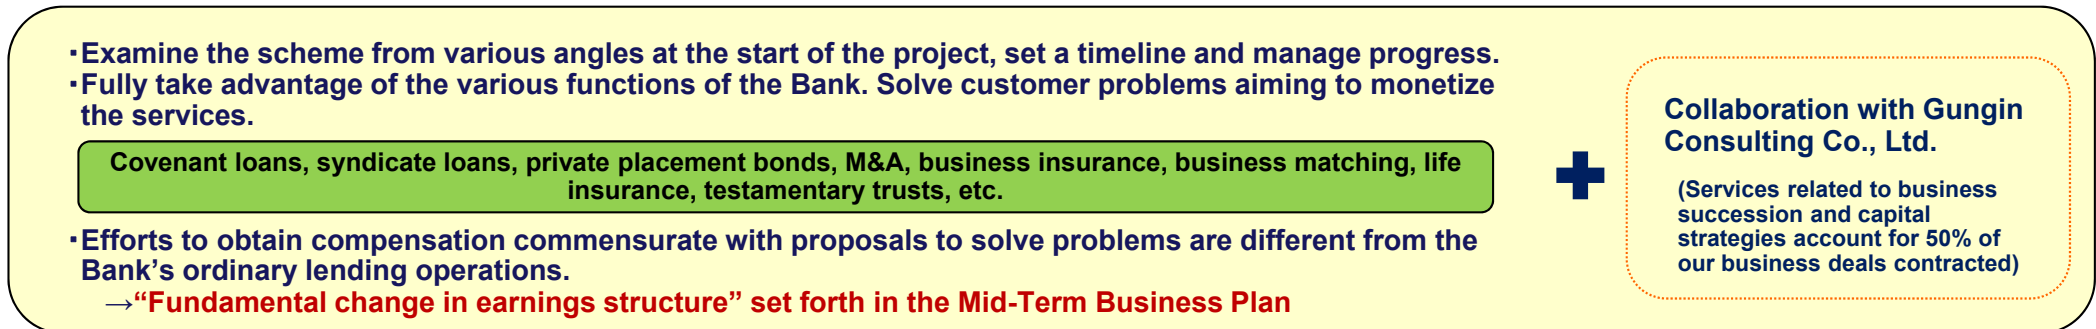 ・Examine the scheme from various angles at the start of the project, set a timeline and manage progress.
・Fully take advantage of the various functions of the Bank. Solve customer problems aiming to monetize
the services.
Covenant loans, syndicate loans, private placement bonds, M&A, business insurance, business matching, life
insurance, testamentary trusts, etc.
・Efforts to obtain compensation commensurate with proposals to solve problems are different from the
Bank’s ordinary lending operations.
→“Fundamental change in earnings structure” set forth in the Mid-Term Business Plan
Collaboration with Gungin
Consulting Co., Ltd.
(Services related to business
succession and capital
strategies account for 50% of
our business deals contracted)